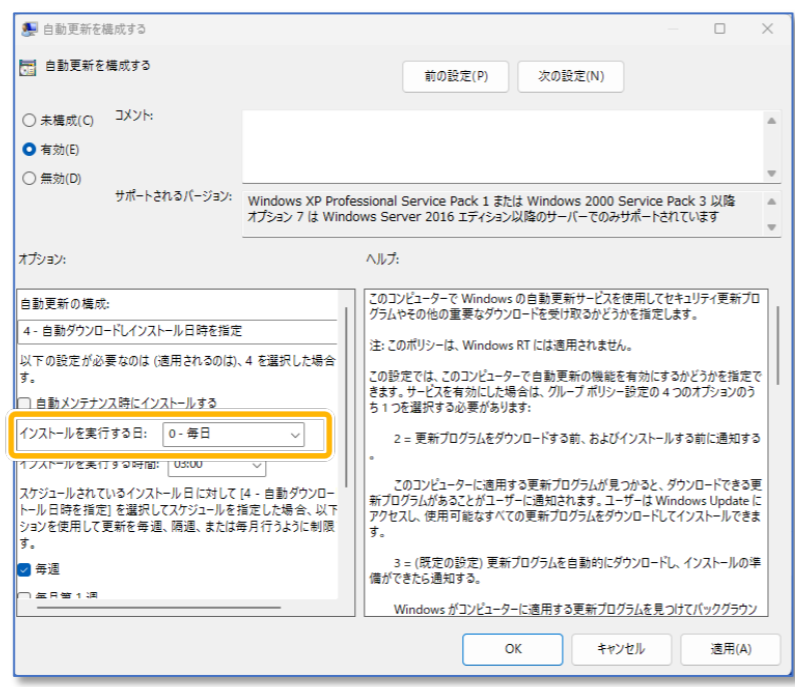 自動更新を構成する
自動更新を構成する
前の設定(P)
次の設定(N)
未構成(C)
有効(E)
無効(D)
コメント:
サポートされるバージョン:
Windows XP Professional Service Pack 1 または Windows 2000 Service Pack 3 以降
オプション 7 は Windows Server 2016 エディション以降のサーバーでのみサポートされています
オプション:
自動更新の構成:
4 - 自動ダウンロードしインストール日時を指定
以下の設定が必要なのは (適用されるのは)、4 を選択した場合
す。
自動メンテナンス時にインストールする
インストールを実行する日: 0 - 毎日
インストールを実行する時間: 03:00
スケジュールされているインストール日に対して [4 - 自動ダウンロー
トール日時を指定] を選択してスケジュールを指定した場合、以下
ションを使用して更新を毎週、隔週、または毎月行うように制限
す。
毎週
毎月第 1 週
ヘルプ:
このコンピューターで Windows の自動更新サービスを使用してセキュリティ更新プロ
グラムやその他の重要なダウンロードを受け取るかどうかを指定します。
注: このポリシーは、Windows RT には適用されません。
この設定では、このコンピューターで自動更新の機能を有効にするかどうかを指定で
きます。サービスを有効にした場合は、グループ ポリシー設定の 4 つのオプションのう
ち 1 つを選択する必要があります:
2 = 更新プログラムをダウンロードする前、およびインストールする前に通知する
。
このコンピューターに適用する更新プログラムが見つかると、ダウンロードできる更
新プログラムがあることがユーザーに通知されます。ユーザーは Windows Update に
アクセスし、使用可能なすべての更新プログラムをダウンロードしてインストールできま
す。
3 = (既定の設定) 更新プログラムを自動的にダウンロードし、インストールの準
備ができたら通知する。
Windows がコンピューターに適用する更新プログラムを見つけてバックグラウン
OK
キャンセル
適用(A)